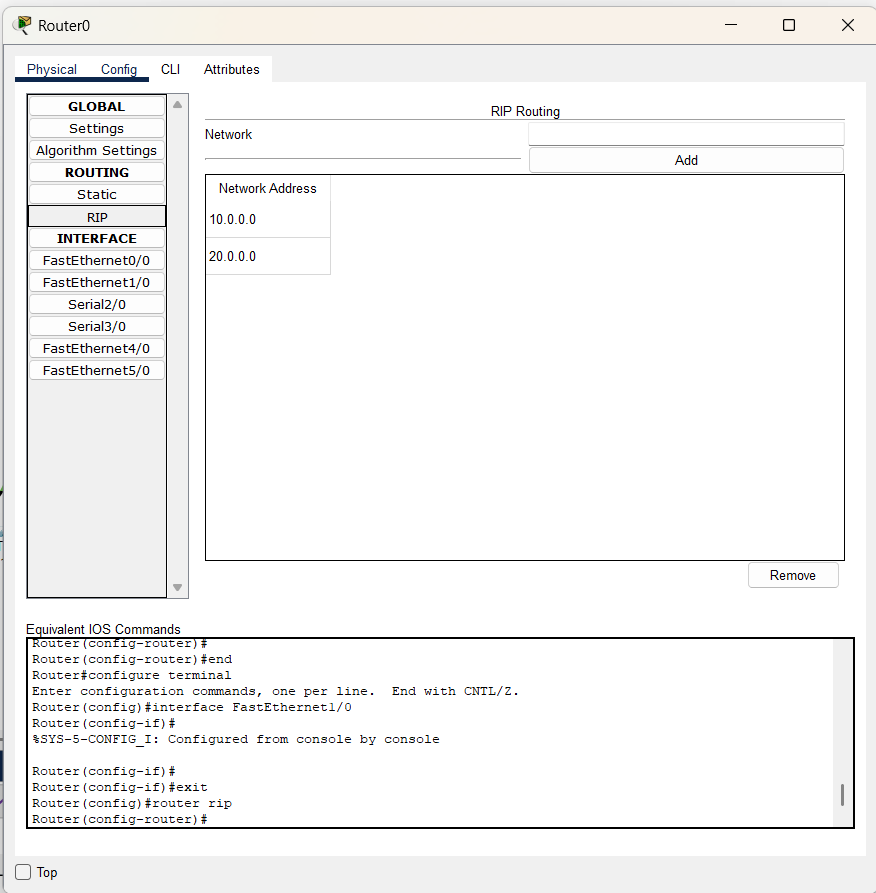 Router0
Physical Config CLI Attributes
GLOBAL
Settings
Algorithm Settings
ROUTING
Static
RIP
INTERFACE
FastEthernet0/0
FastEthernet1/0
Serial2/0
Serial3/0
FastEthernet4/0
FastEthernet5/0
RIP Routing
Network
Add
Network Address
10.0.0.0
20.0.0.0
Remove
Equivalent IOS Commands
Router(config-router)#
Router(config-router)#end
Router#configure terminal
Enter configuration commands, one per line.  End with CNTL/Z.
Router(config)#interface FastEthernet1/0
Router(config-if)#
%SYS-5-CONFIG_I: Configured from console by console
Router(config-if)#
Router(config-if)#exit
Router(config)#router rip
Router(config-router)#
Top